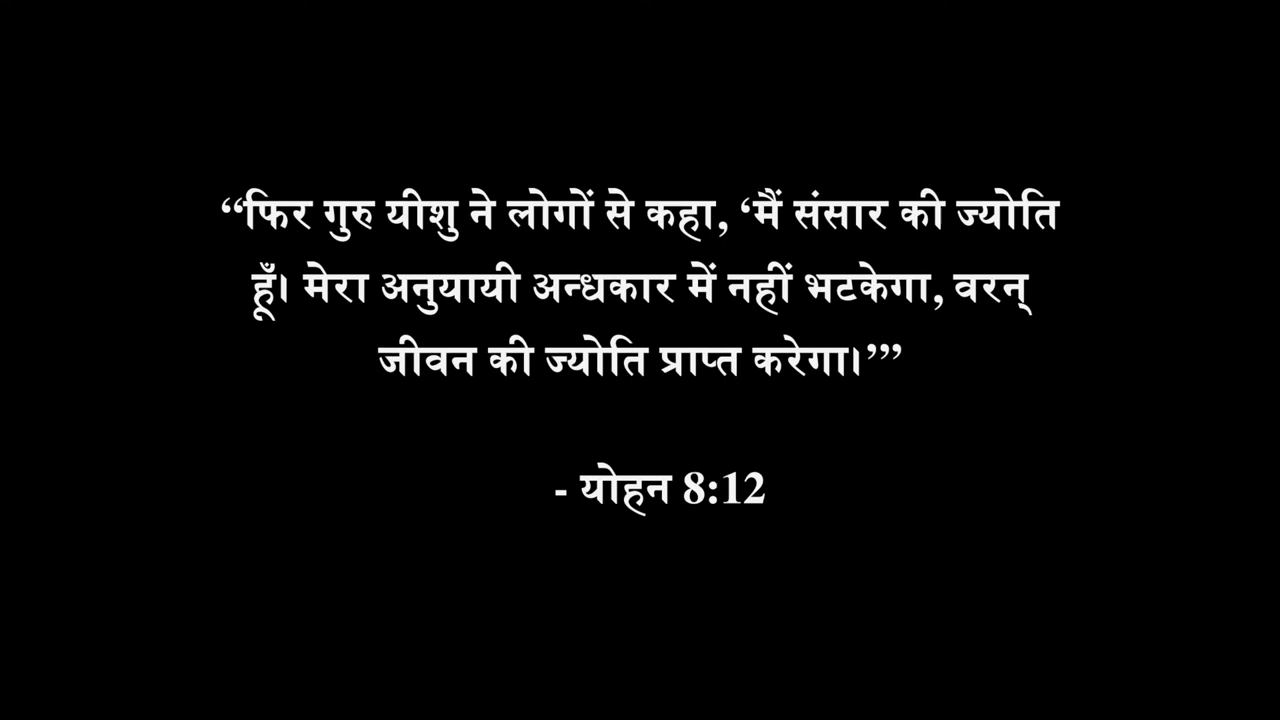 “फिर गुरु यीशु ने लोगों से कहा, ‘मैं संसार की ज्योति
हूँ। मेरा अनुयायी अन्धकार में नहीं भटकेगा, वरन्
जीवन की ज्योति प्राप्त करेगा।’”
- योहन 8:12